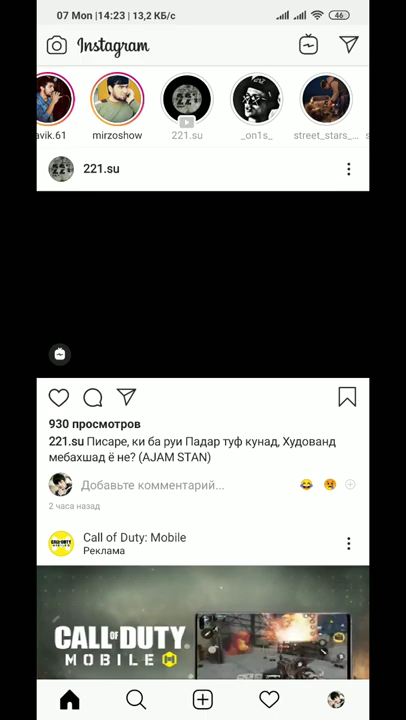 07 Mon |14:23 | 13,2 КБ/с
46
Instagram
avik.61
mirzoshow
221.su
_on1s_
street_stars_...
221.su
930 просмотров
221.su Писаре, ки ба руи Падар туф кунад, Худованд
мебахшад ё не? (AJAM STAN)
Добавьте комментарий...
2 часа назад
Call of Duty: Mobile
Реклама
CALL OF DUTY
MOBILE